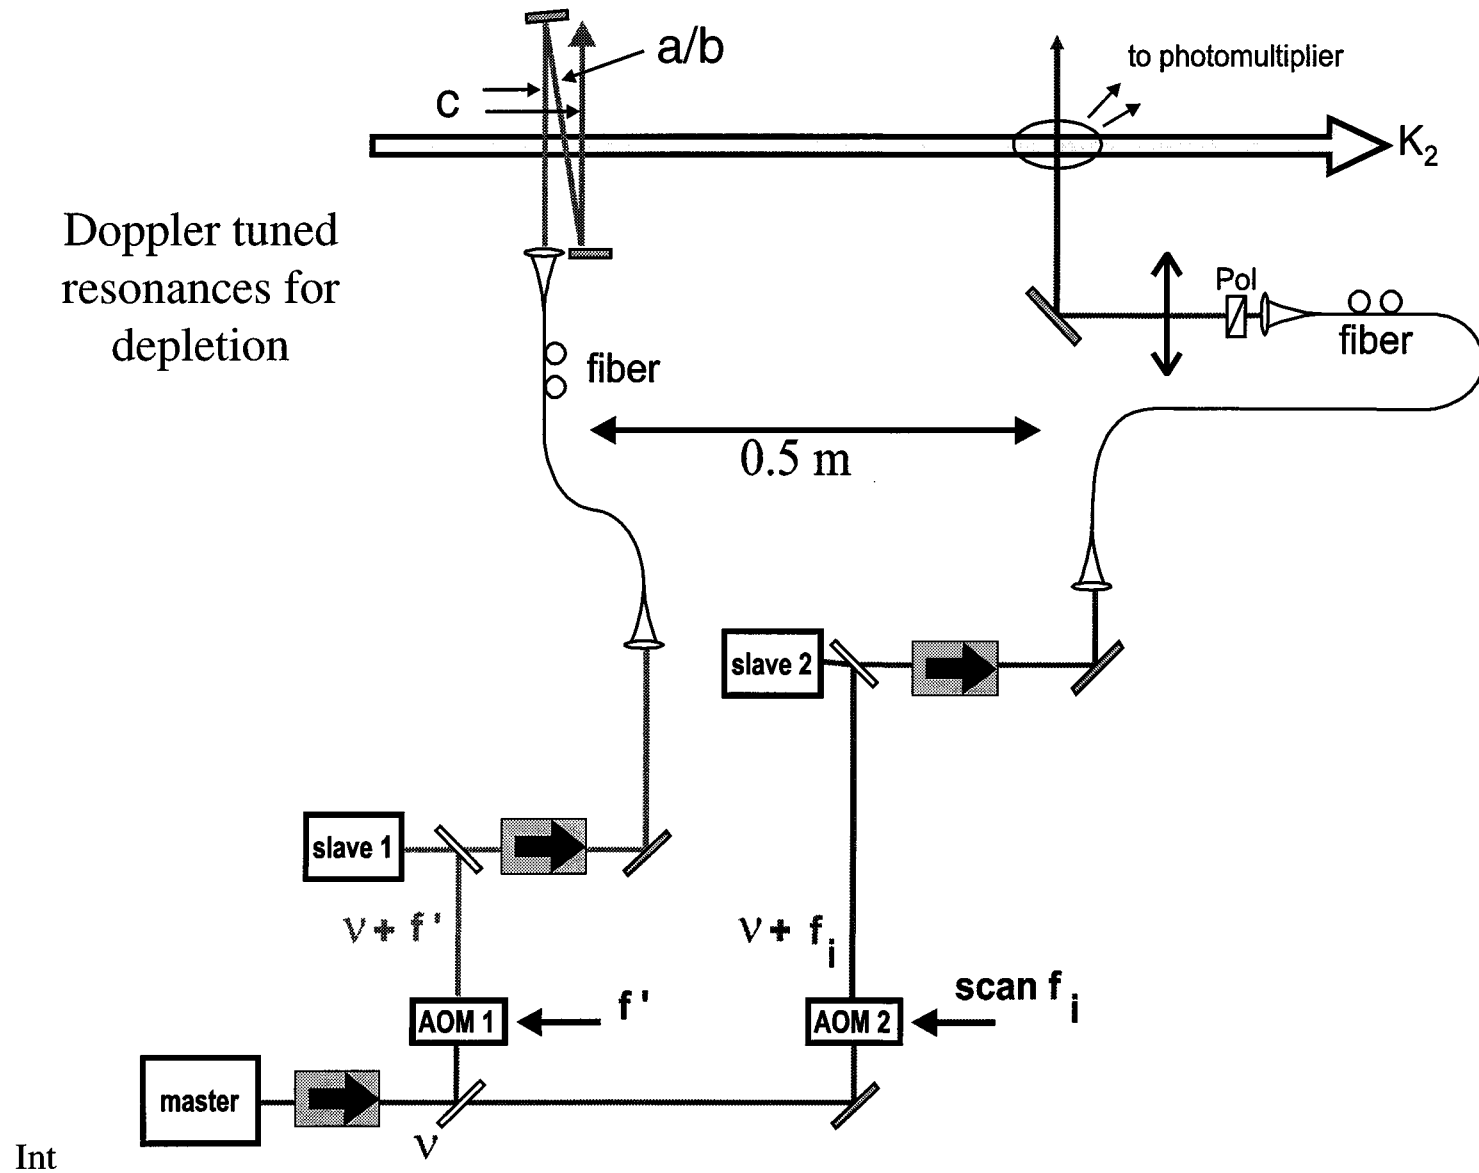 a/b
to photomultiplier
c
K₂
Doppler tuned
resonances for
depletion
Pol
fiber
fiber
0.5 m
slave 2
slave 1
ν + f '
ν + fᵢ
scan fᵢ
f '
AOM 1
AOM 2
master
ν
Int